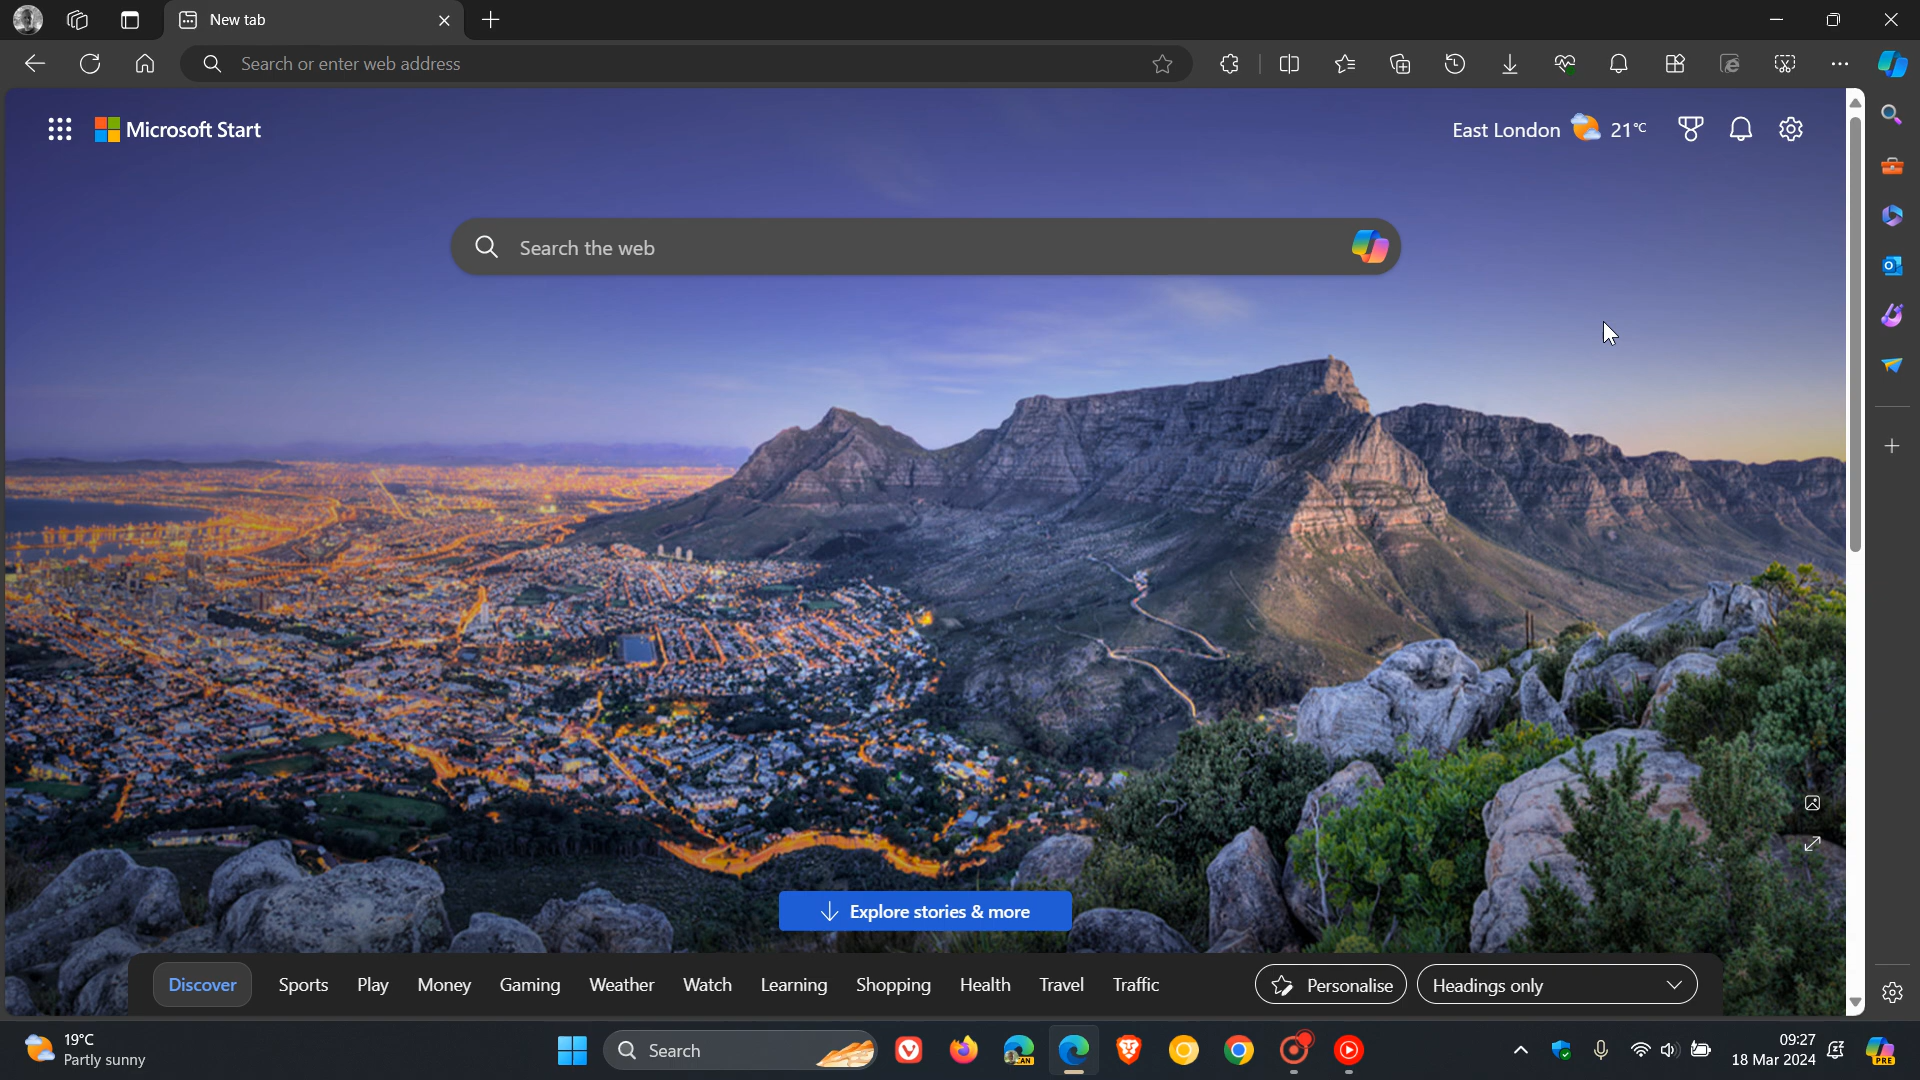 New tab
Search or enter web address
Microsoft Start
East London 21°C
Search the web
Explore stories & more
Discover Sports Play Money Gaming Weather Watch Learning Shopping Health Travel Traffic Personalise Headings only
19°C
Partly sunny
Search
CAN
09:27
18 Mar 2024
PRE